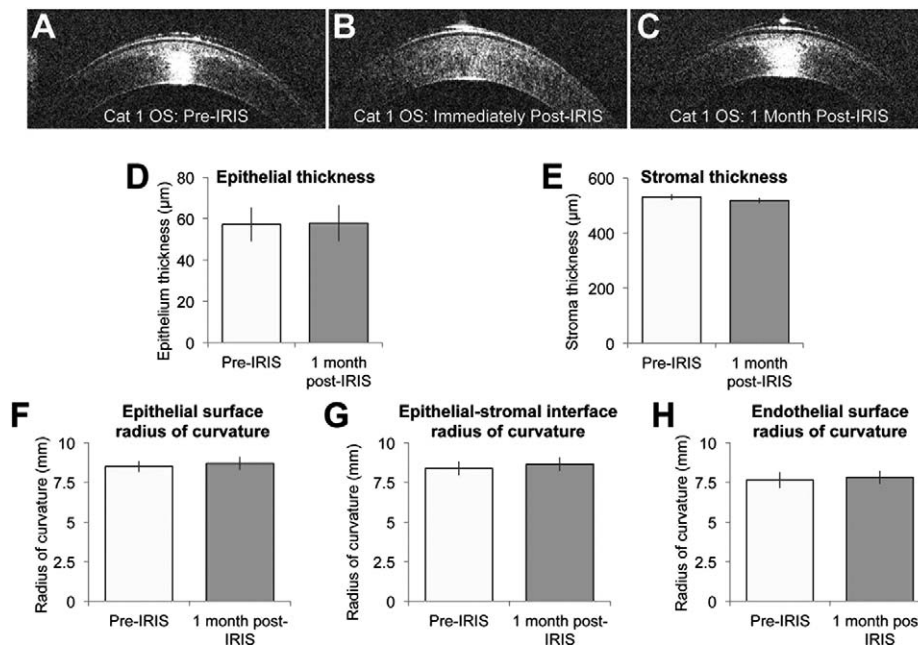 A
B
C
Cat 1 OS: Pre-IRIS
Cat 1 OS: Immediately Post-IRIS
Cat 1 OS: 1 Month Post-IRIS
D
Epithelial thickness
Epithelium thickness (µm)
80
60
40
20
0
Pre-IRIS
1 month
post-IRIS
E
Stromal thickness
Stroma thickness (µm)
600
400
200
0
Pre-IRIS
1 month
post-IRIS
F
Epithelial surface
radius of curvature
Radius of curvature (mm)
10
7.5
5
2.5
0
Pre-IRIS
1 month post-
IRIS
G
Epithelial-stromal interface
radius of curvature
Radius of curvature (mm)
10
7.5
5
2.5
0
Pre-IRIS
1 month post-
IRIS
H
Endothelial surface
radius of curvature
Radius of curvature (mm)
10
7.5
5
2.5
0
Pre-IRIS
1 month pos
IRIS